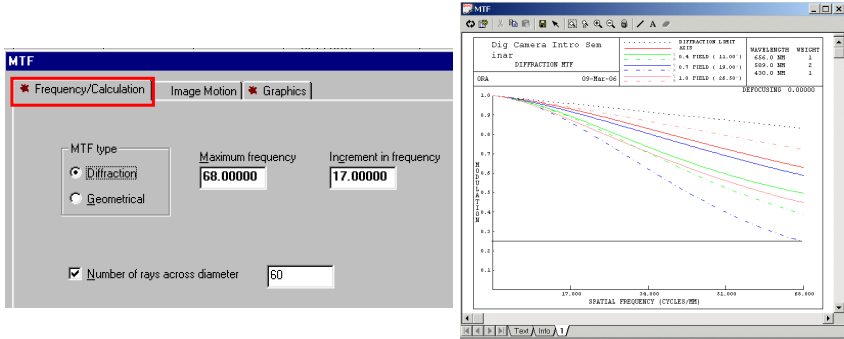 MTF
Frequency/Calculation
Image Motion
Graphics
MTF type
Diffraction
Geometrical
Maximum frequency
68.00000
Increment in frequency
17.00000
Number of rays across diameter
60
MTF
Dig Camera Intro Sem
inar
DIFFRACTION MTF
ORA 09-Mar-06
DIFFRACTION LIMIT
AXIS
0.4 FIELD ( 11.00°)
0.7 FIELD ( 19.00°)
1.0 FIELD ( 26.50°)
WAVELENGTH WEIGHT
656.0 NM 1
589.0 NM 2
430.0 NM 1
DEFOCUSING 0.00000
1.0
0.9
0.8
0.7
0.6
0.5
0.4
0.3
0.2
0.1
MODULATION
17.000 34.000 51.000 68.000
SPATIAL FREQUENCY (CYCLES/MM)
Text Info 1